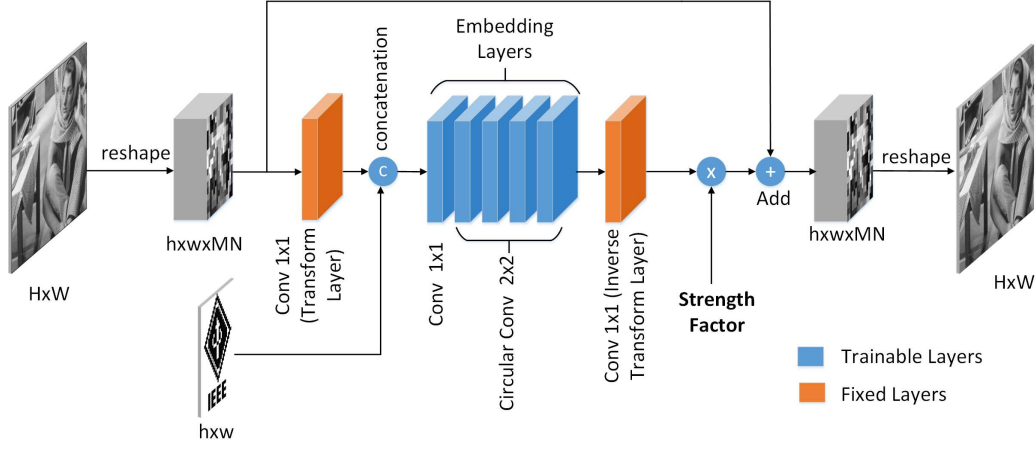 Embedding
Layers
concatenation
reshape
C
x
+
Add
reshape
hxwxMN
hxwxMN
HxW
HxW
Conv 1x1
(Transform
Layer)
Conv 1x1
Circular Conv 2x2
Conv 1x1 (Inverse
Transform Layer)
Strength
Factor
IEEE
hxw
Trainable Layers
Fixed Layers